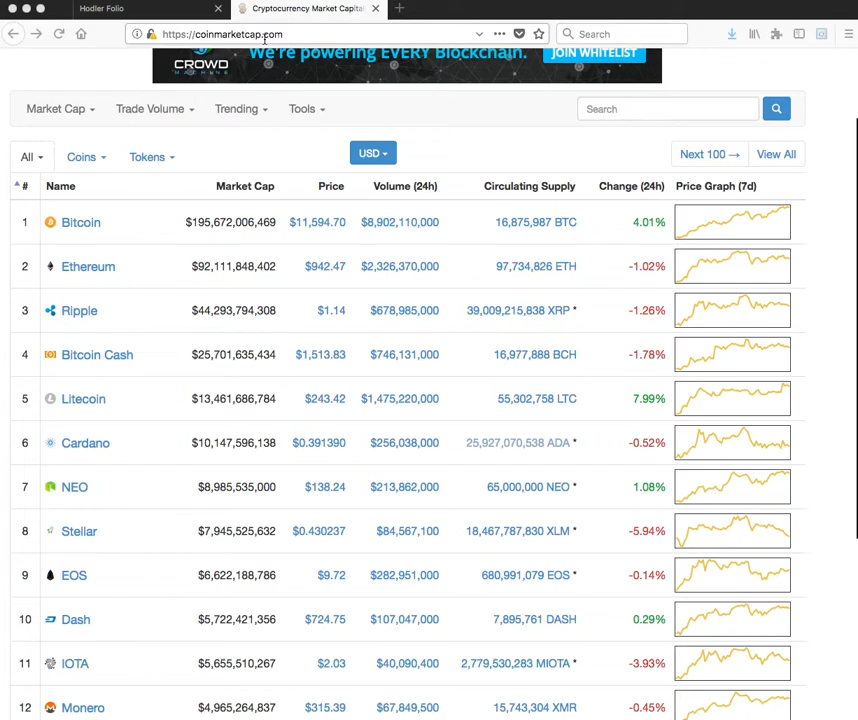 Hodler Folio
Cryptocurrency Market Capital
https://coinmarketcap.com
Search
CROWD MACHINE
We're powering EVERY Blockchain.
JOIN WHITELIST
Market Cap Trade Volume Trending Tools Search
All Coins Tokens USD Next 100 → View All
# Name Market Cap Price Volume (24h) Circulating Supply Change (24h) Price Graph (7d)
1 Bitcoin $195,672,006,469 $11,594.70 $8,902,110,000 16,875,987 BTC 4.01%
2 Ethereum $92,111,848,402 $942.47 $2,326,370,000 97,734,826 ETH -1.02%
3 Ripple $44,293,794,308 $1.14 $678,985,000 39,009,215,838 XRP * -1.26%
4 Bitcoin Cash $25,701,635,434 $1,513.83 $746,131,000 16,977,888 BCH -1.78%
5 Litecoin $13,461,686,784 $243.42 $1,475,220,000 55,302,758 LTC 7.99%
6 Cardano $10,147,596,138 $0.391390 $256,038,000 25,927,070,538 ADA * -0.52%
7 NEO $8,985,535,000 $138.24 $213,862,000 65,000,000 NEO * 1.08%
8 Stellar $7,945,525,632 $0.430237 $84,567,100 18,467,787,830 XLM * -5.94%
9 EOS $6,622,188,786 $9.72 $282,951,000 680,991,079 EOS * -0.14%
10 Dash $5,722,421,356 $724.75 $107,047,000 7,895,761 DASH 0.29%
11 IOTA $5,655,510,267 $2.03 $40,090,400 2,779,530,283 MIOTA * -3.93%
12 Monero $4,965,264,837 $315.39 $67,849,500 15,743,304 XMR -0.45%